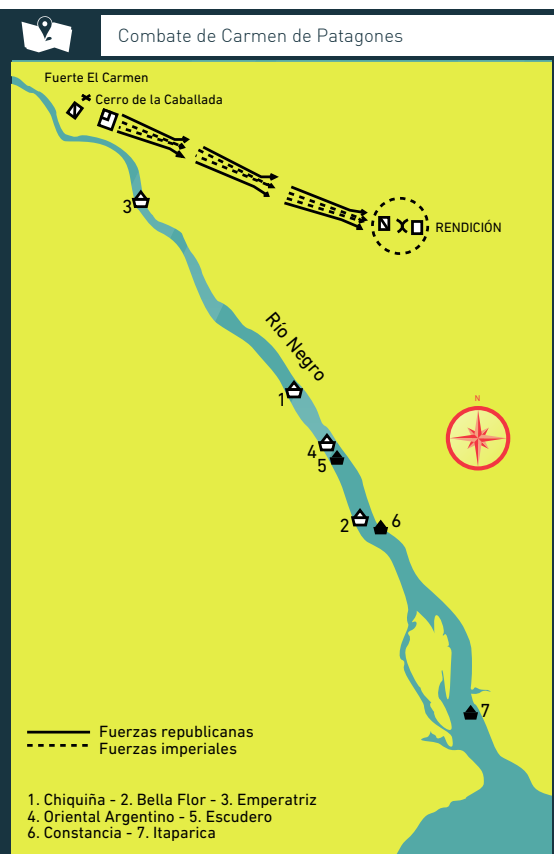 Combate de Carmen de Patagones
Fuerte El Carmen
Cerro de la Caballada
3
RENDICIÓN
Río Negro
1
N
4
5
2
6
7
Fuerzas republicanas
Fuerzas imperiales
1. Chiquiña - 2. Bella Flor - 3. Emperatriz
4. Oriental Argentino - 5. Escudero
6. Constancia - 7. Itaparica